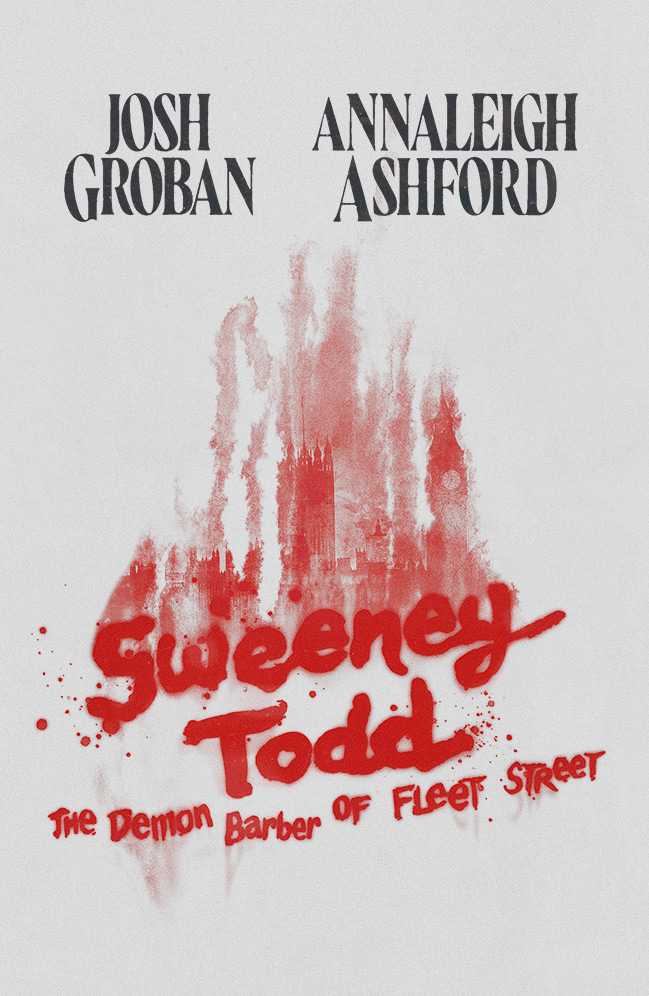 JOSH
GROBAN
ANNALEIGH
ASHFORD
Sweeney
Todd
THe Demon Barber OF FLeeT STReeT